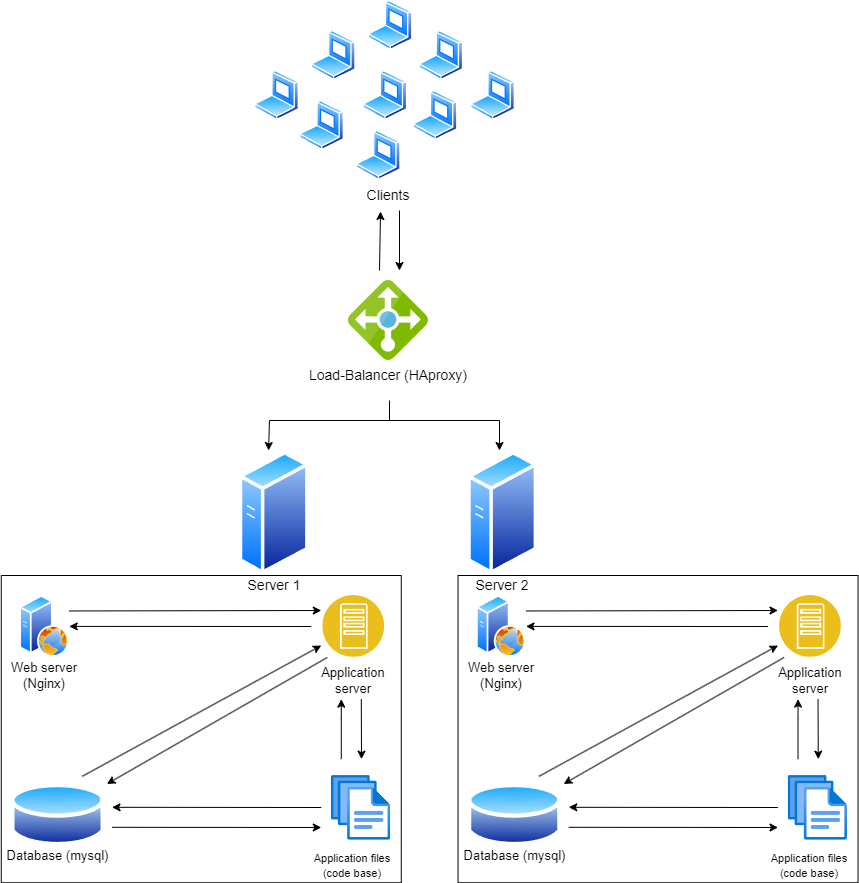 Clients
Load-Balancer (HAproxy)
Server 1
Web server
(Nginx)
Application
server
Database (mysql)
Application files
(code base)
Server 2
Web server
(Nginx)
Application
server
Database (mysql)
Application files
(code base)